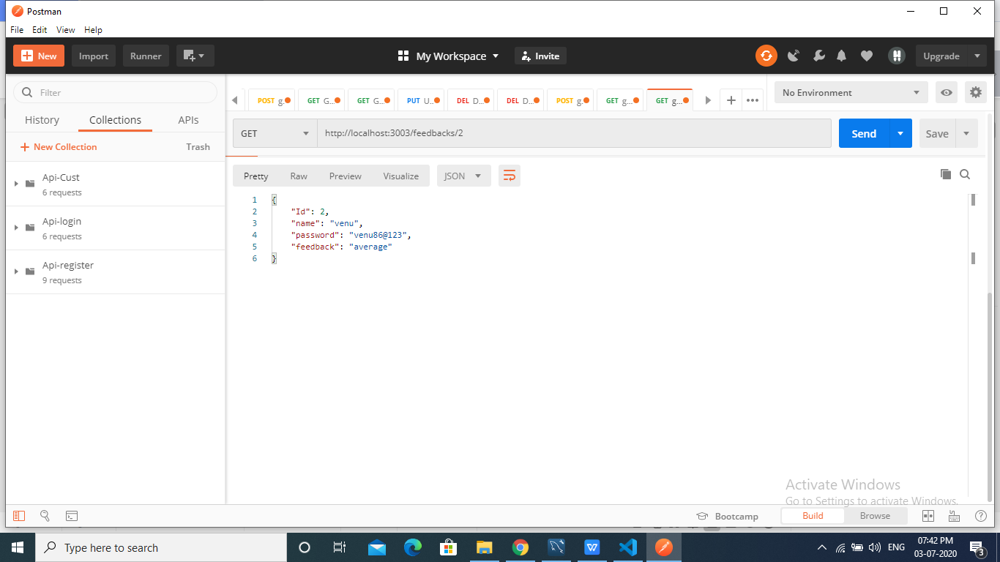 Postman
File Edit View Help
New Import Runner My Workspace Invite Upgrade
Filter
History Collections APIs
New Collection Trash
Api-Cust
6 requests
Api-login
6 requests
Api-register
9 requests
POST g. GET G... GET G... PUT U.. DEL D... DEL D... POST g. GET g... GET g...
No Environment
GET http://localhost:3003/feedbacks/2 Send Save
Pretty Raw Preview Visualize JSON
1 {
2 "Id": 2,
3 "name": "venu",
4 "password": "venu86@123",
5 "feedback": "average"
6 }
Activate Windows
Go to Settings to activate Windows.
Bootcamp Build Browse
Type here to search
ENG
07:42 PM
03-07-2020
3